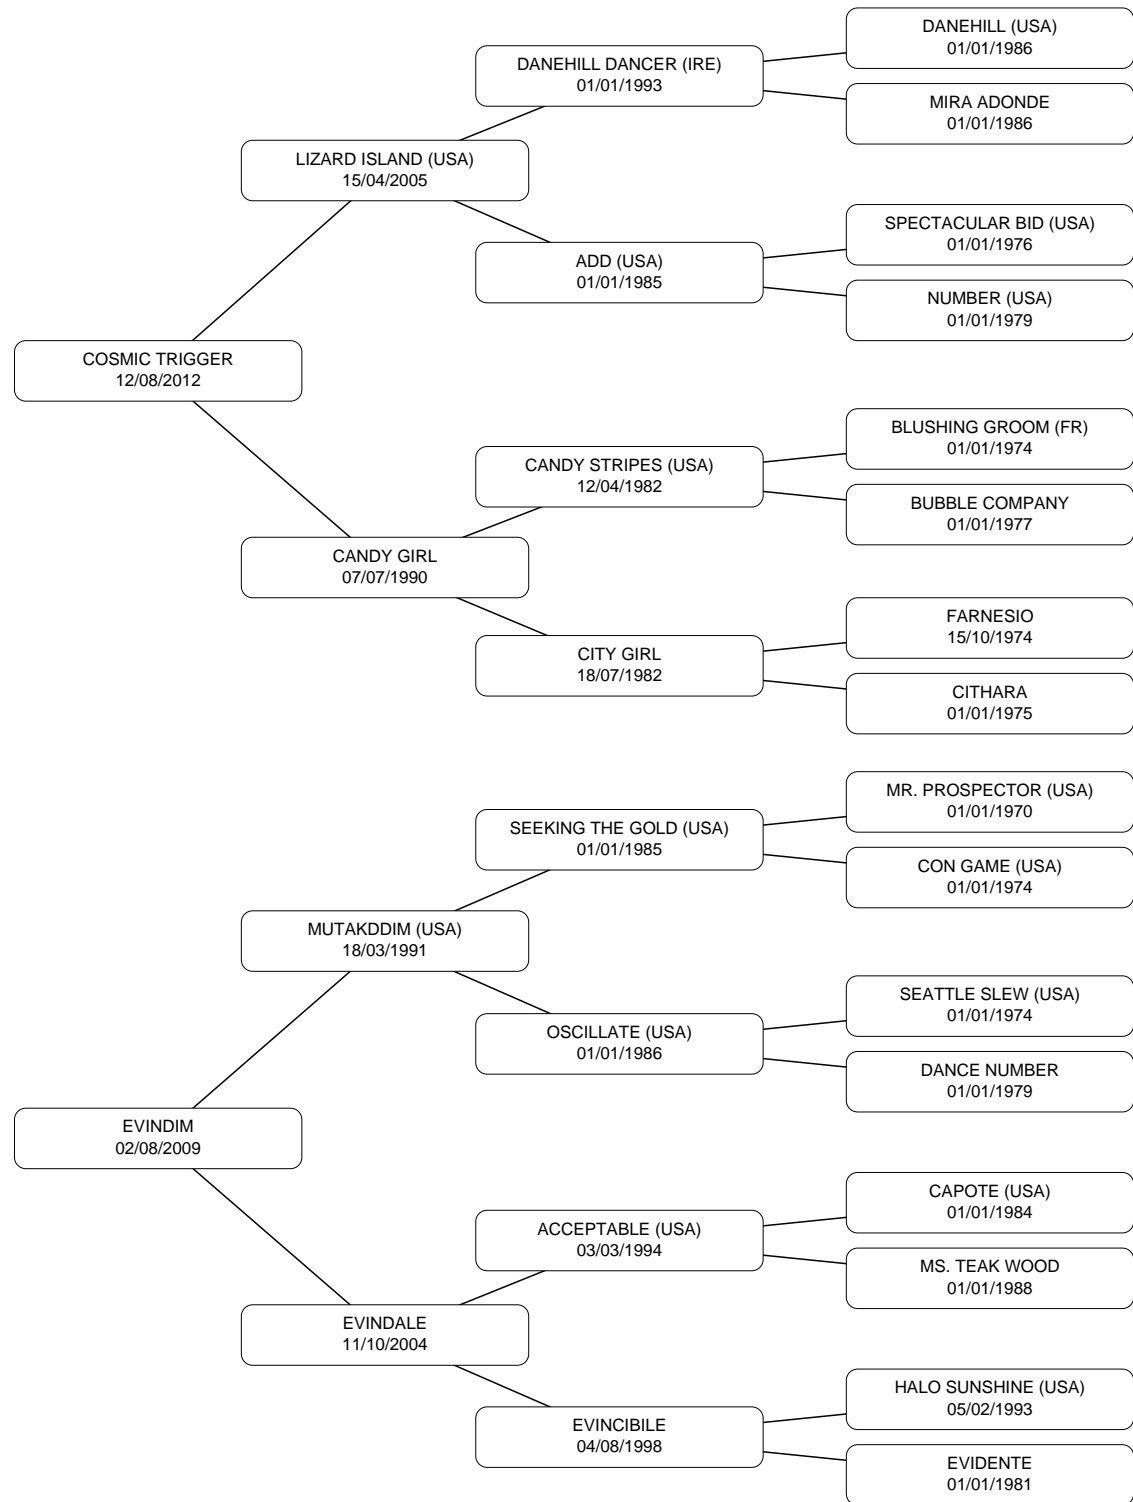 DANEHILL (USA)
01/01/1986
DANEHILL DANCER (IRE)
01/01/1993
MIRA ADONDE
01/01/1986
LIZARD ISLAND (USA)
15/04/2005
SPECTACULAR BID (USA)
01/01/1976
ADD (USA)
01/01/1985
NUMBER (USA)
01/01/1979
COSMIC TRIGGER
12/08/2012
BLUSHING GROOM (FR)
01/01/1974
CANDY STRIPES (USA)
12/04/1982
BUBBLE COMPANY
01/01/1977
CANDY GIRL
07/07/1990
FARNESIO
15/10/1974
CITY GIRL
18/07/1982
CITHARA
01/01/1975
MR. PROSPECTOR (USA)
01/01/1970
SEEKING THE GOLD (USA)
01/01/1985
CON GAME (USA)
01/01/1974
MUTAKDDIM (USA)
18/03/1991
SEATTLE SLEW (USA)
01/01/1974
OSCILLATE (USA)
01/01/1986
DANCE NUMBER
01/01/1979
EVINDIM
02/08/2009
CAPOTE (USA)
01/01/1984
ACCEPTABLE (USA)
03/03/1994
MS. TEAK WOOD
01/01/1988
EVINDALE
11/10/2004
HALO SUNSHINE (USA)
05/02/1993
EVINCIBILE
04/08/1998
EVIDENTE
01/01/1981